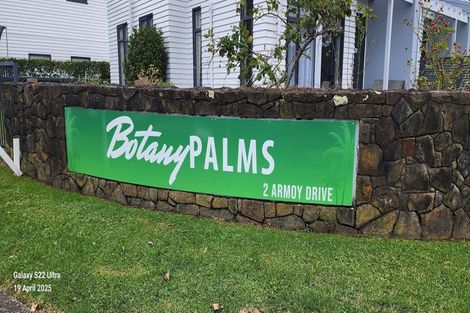 Botany PALMS
2 ARMOY DRIVE
Galaxy S22 Ultra
19 April 2025